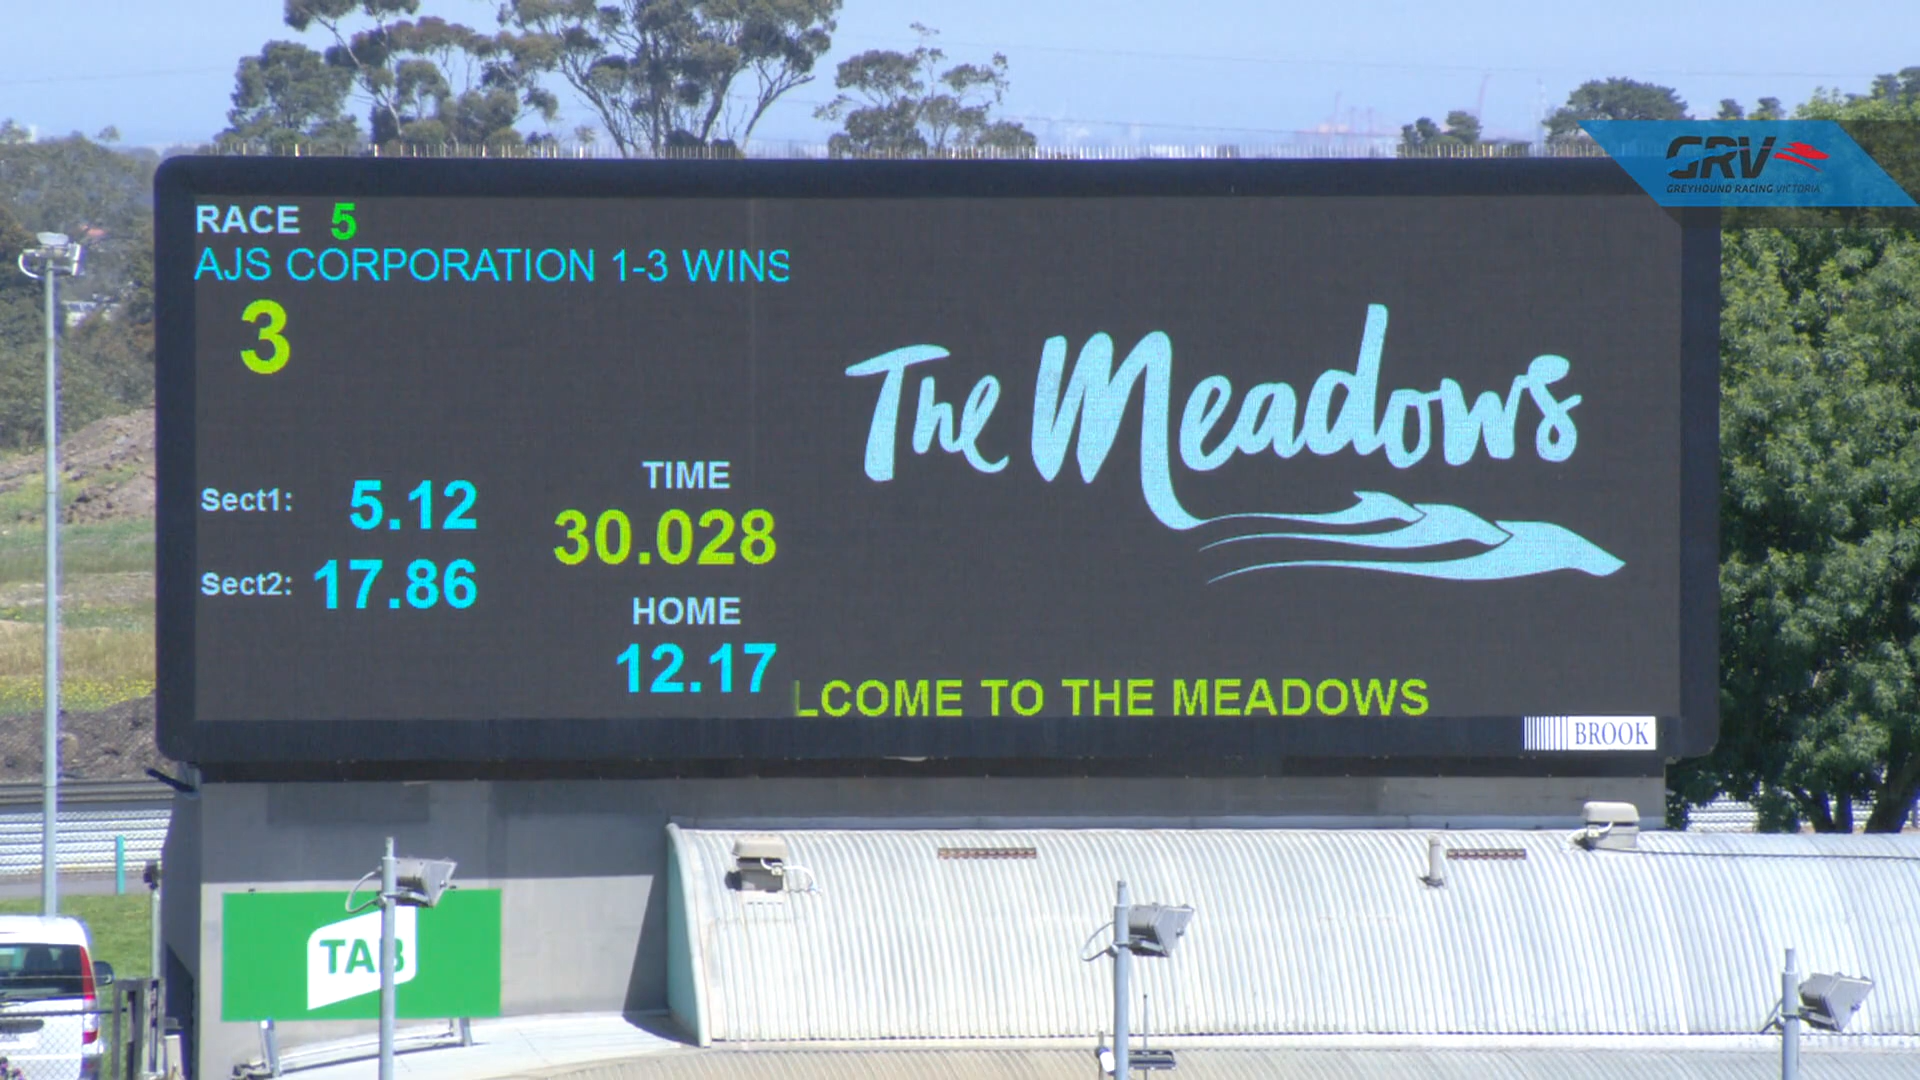 GRV
GREYHOUND RACING VICTORIA
RACE 5
AJS CORPORATION 1-3 WINS
3
The Meadows
Sect1: 5.12
TIME
30.028
Sect2: 17.86
HOME
12.17
LCOME TO THE MEADOWS
BROOK
TAB